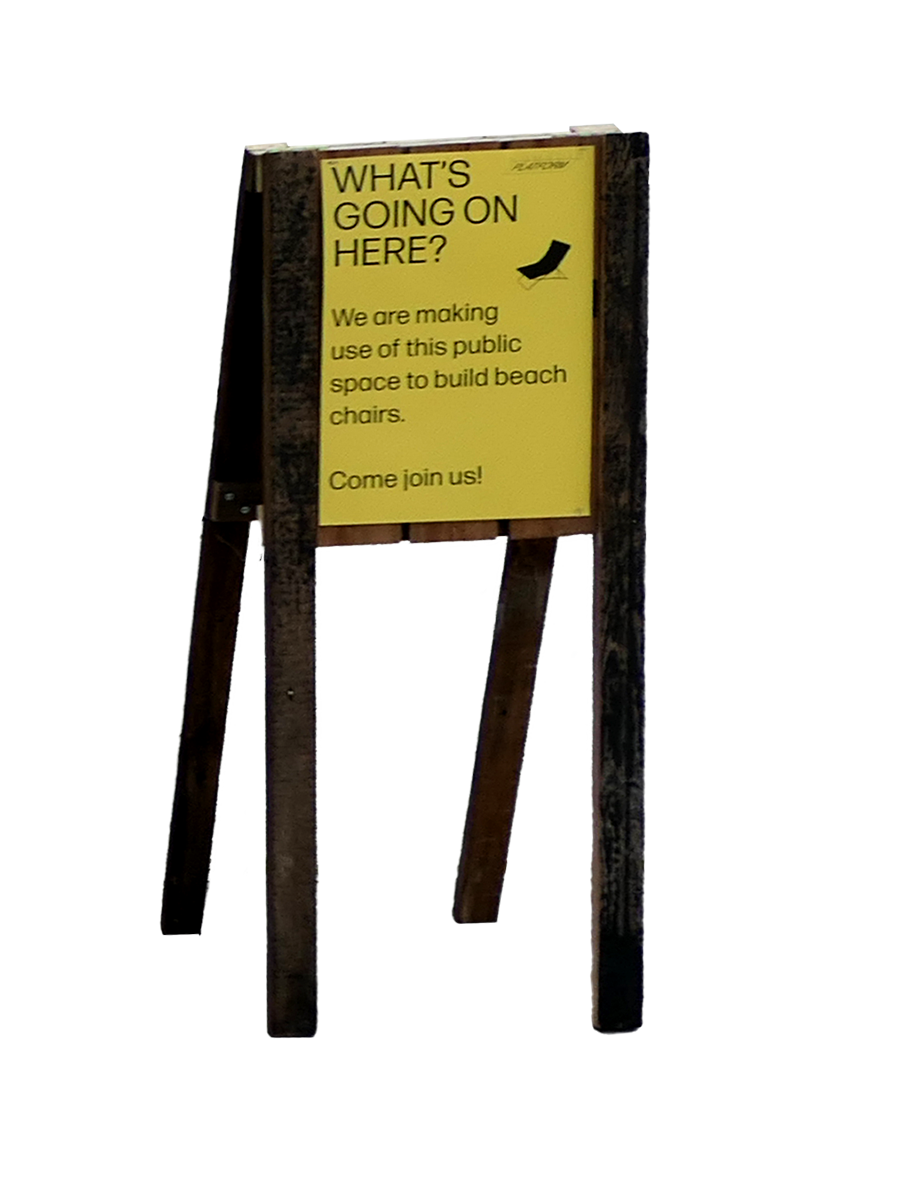 WHAT'S
PLATFORM
GOING ON
HERE?
We are making
use of this public
space to build beach
chairs.
Come join us!